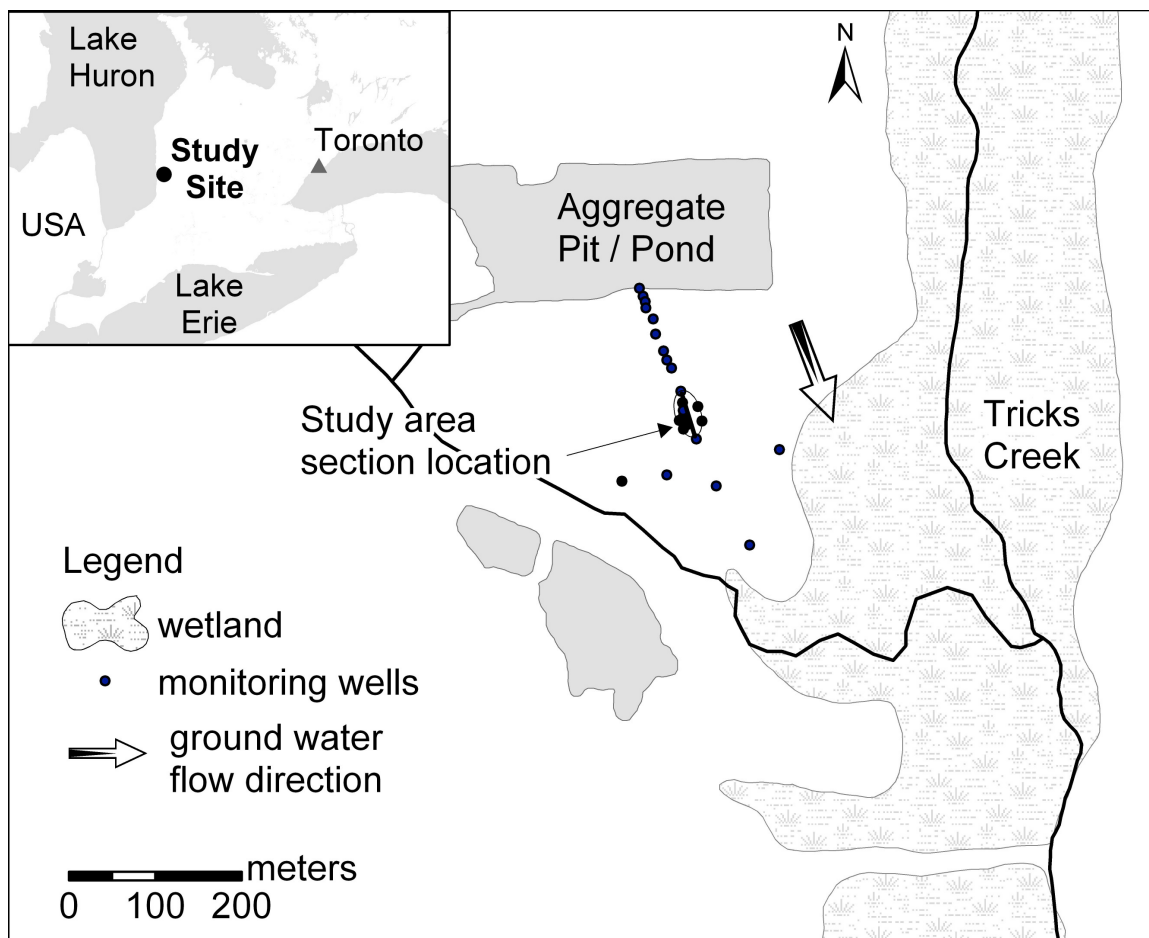 Lake
Huron
Toronto
Study
Site
USA
Lake
Erie
N
Aggregate
Pit / Pond
Tricks
Creek
Study area
section location
Legend
wetland
monitoring wells
ground water
flow direction
meters
0 100 200